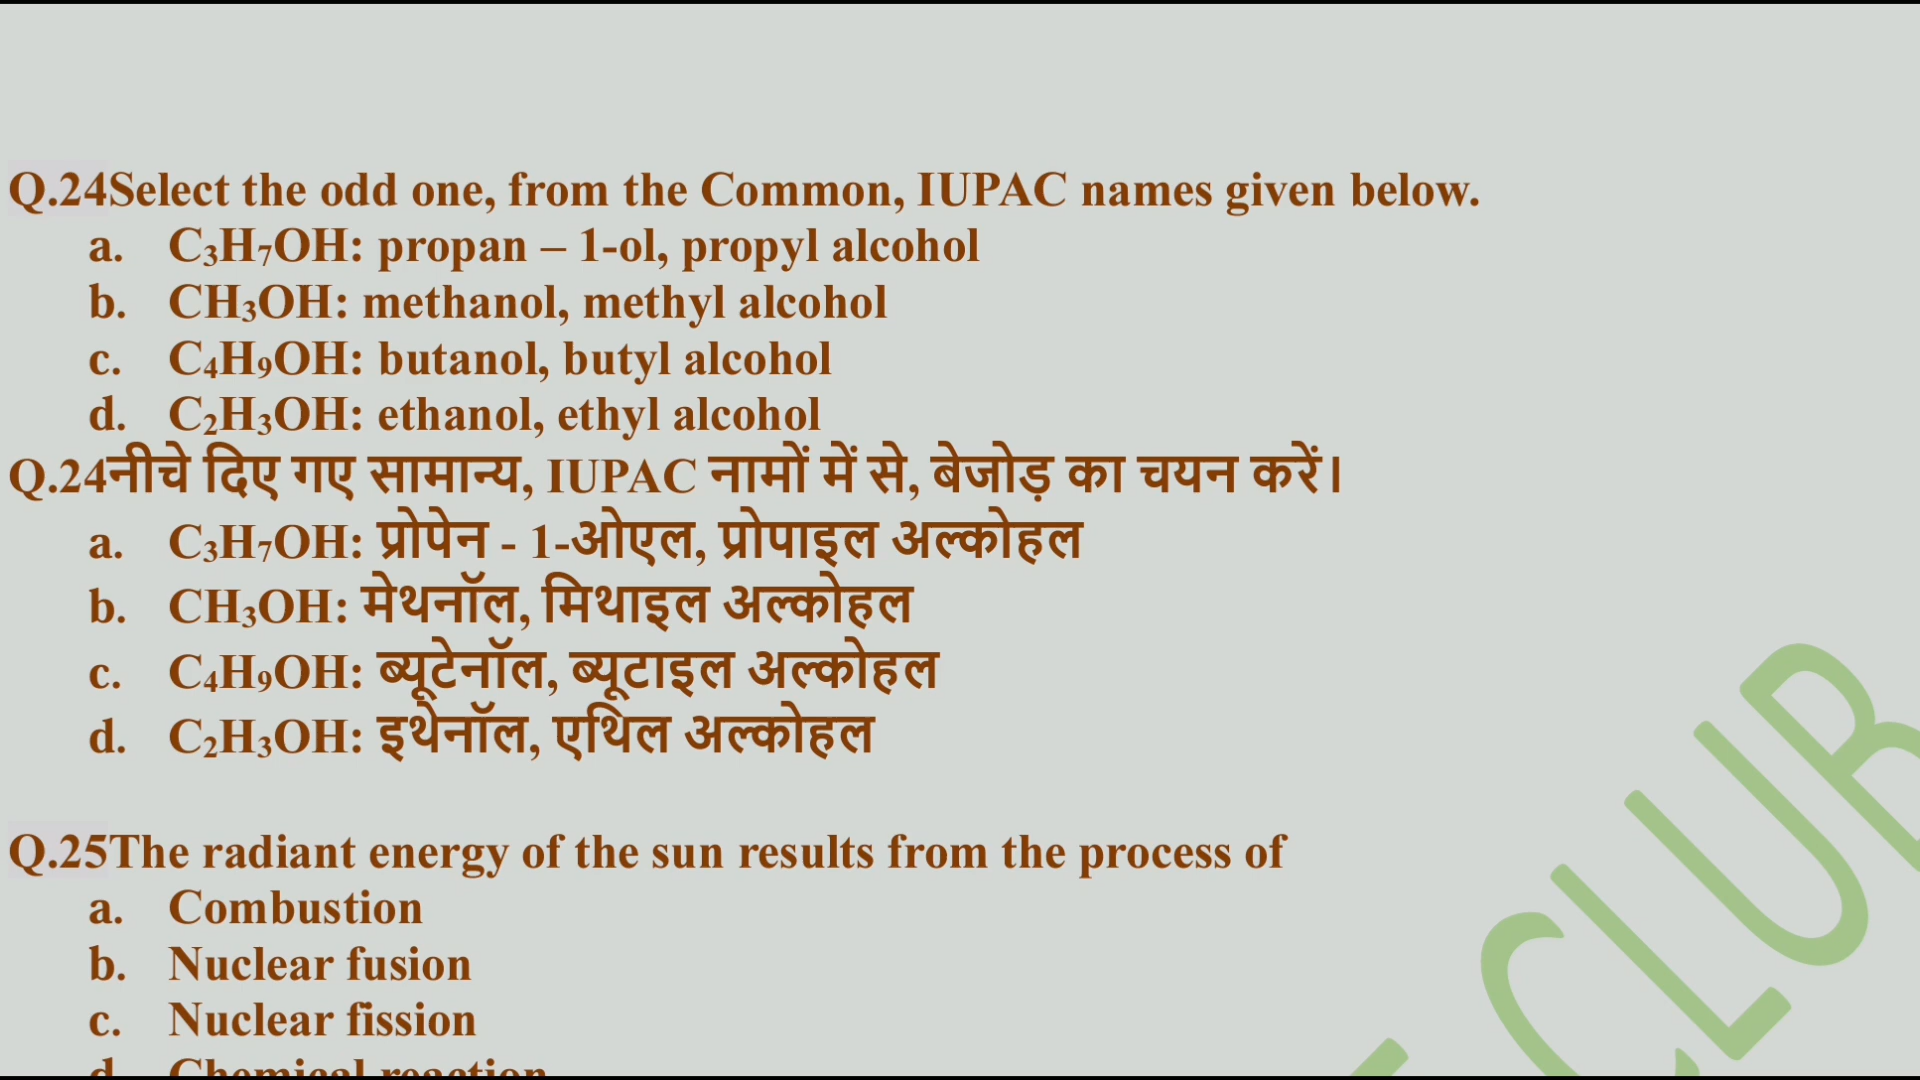 Q.24Select the odd one, from the Common, IUPAC names given below.
a. C₃H₇OH: propan – 1-ol, propyl alcohol
b. CH₃OH: methanol, methyl alcohol
c. C₄H₉OH: butanol, butyl alcohol
d. C₂H₃OH: ethanol, ethyl alcohol
Q.24नीचे दिए गए सामान्य, IUPAC नामों में से, बेजोड़ का चयन करें।
a. C₃H₇OH: प्रोपेन - 1-ओएल, प्रोपाइल अल्कोहल
b. CH₃OH: मेथनॉल, मिथाइल अल्कोहल
c. C₄H₉OH: ब्यूटेनॉल, ब्यूटाइल अल्कोहल
d. C₂H₃OH: इथेनॉल, एथिल अल्कोहल
Q.25The radiant energy of the sun results from the process of
a. Combustion
b. Nuclear fusion
c. Nuclear fission
d. Chemical reaction
CLUB